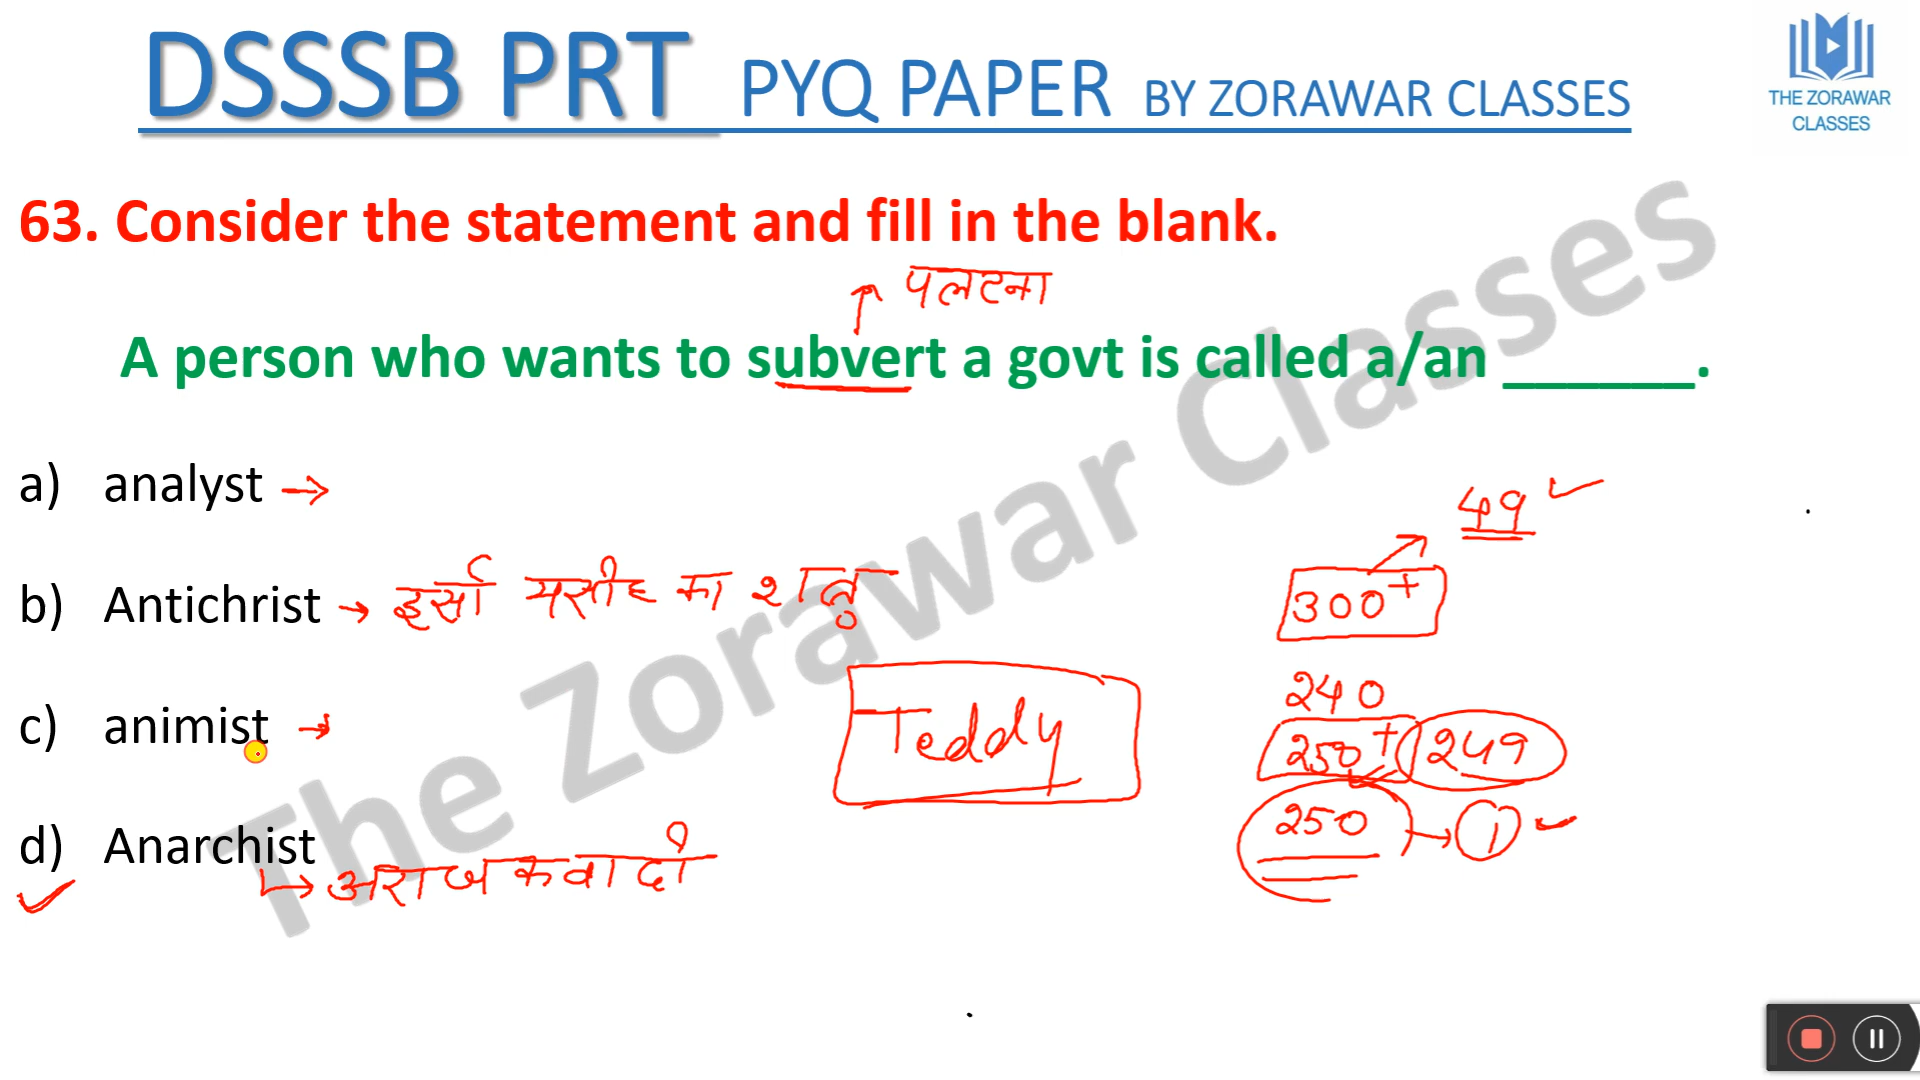 DSSSB PRT PYQ PAPER BY ZORAWAR CLASSES
THE ZORAWAR
CLASSES
63. Consider the statement and fill in the blank.
पलटना
A person who wants to subvert a govt is called a/an ______.
a) analyst →
49
b) Antichrist → इसा मसीह का शत्रु
300+
240
c) animist →
Teddy
250+ 249
250 → 1
d) Anarchist
→ अराजकवादी
The Zorawar Classes